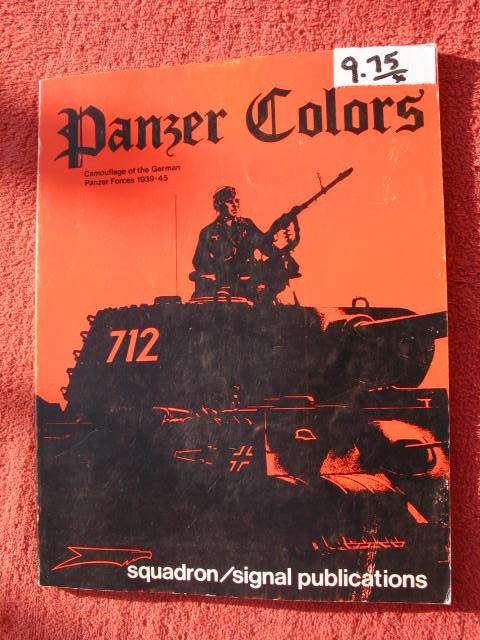 9.75
Panzer Colors
Camouflage of the German
Panzer Forces 1939-45
712
squadron/signal publications